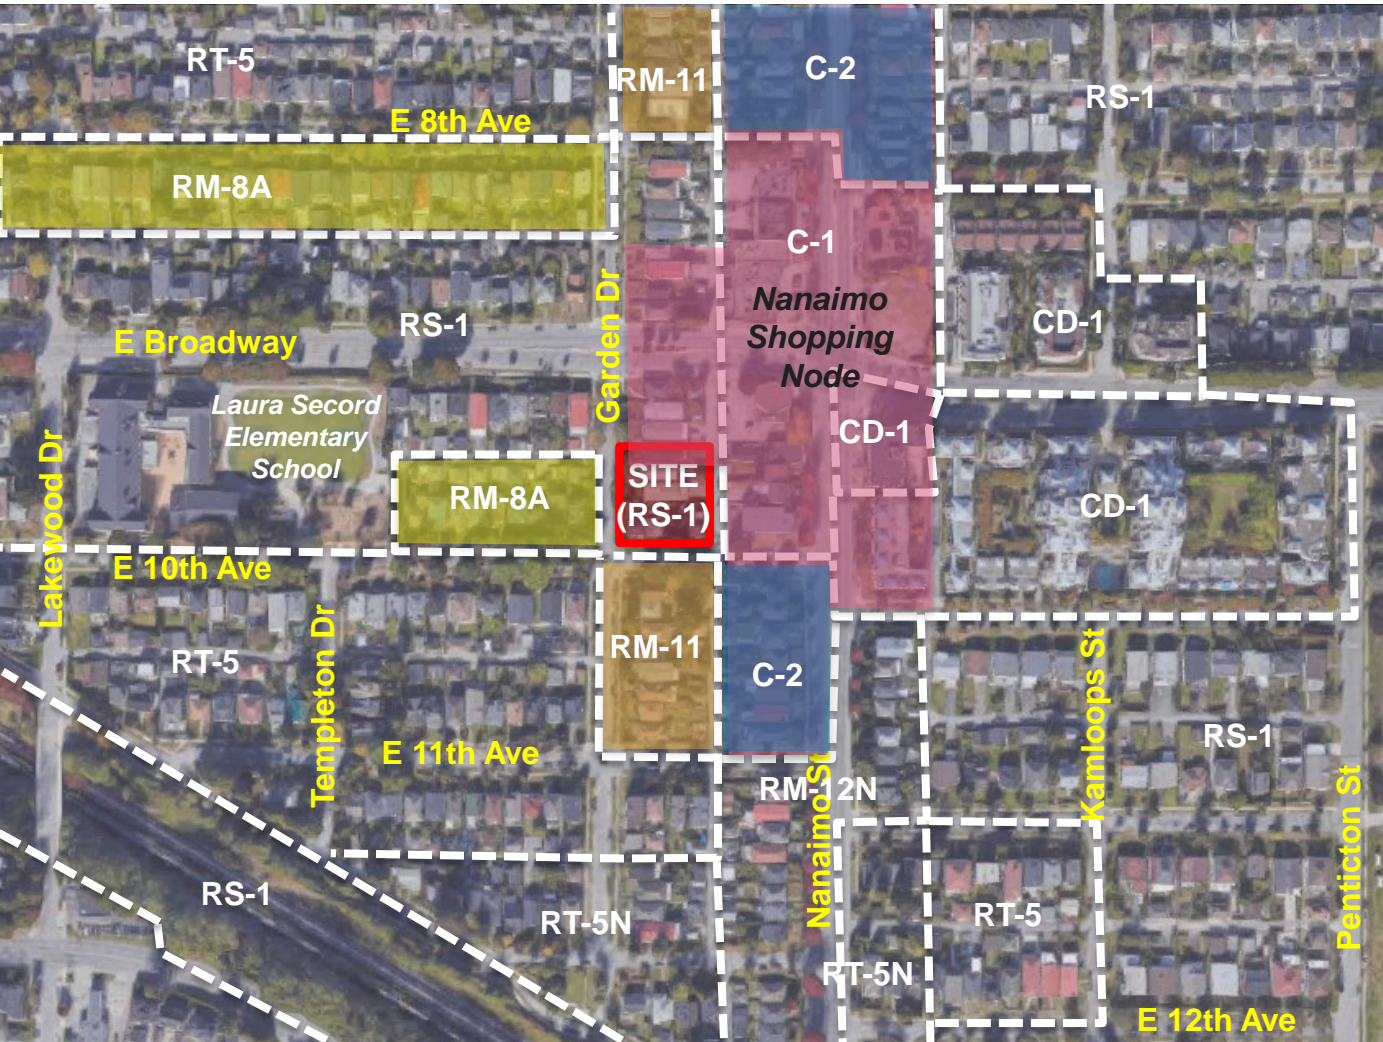 RT-5
RM-11
C-2
RS-1
E 8th Ave
RM-8A
C-1
Nanaimo
Shopping
Node
CD-1
RS-1
E Broadway
Garden Dr
Laura Secord
Elementary
School
CD-1
SITE
(RS-1)
RM-8A
CD-1
Lakewood Dr
E 10th Ave
Templeton Dr
RT-5
RM-11
C-2
Kamloops St
RS-1
E 11th Ave
RM-12N
Nanaimo St
Penticton St
RS-1
RT-5N
RT-5
RT-5N
E 12th Ave